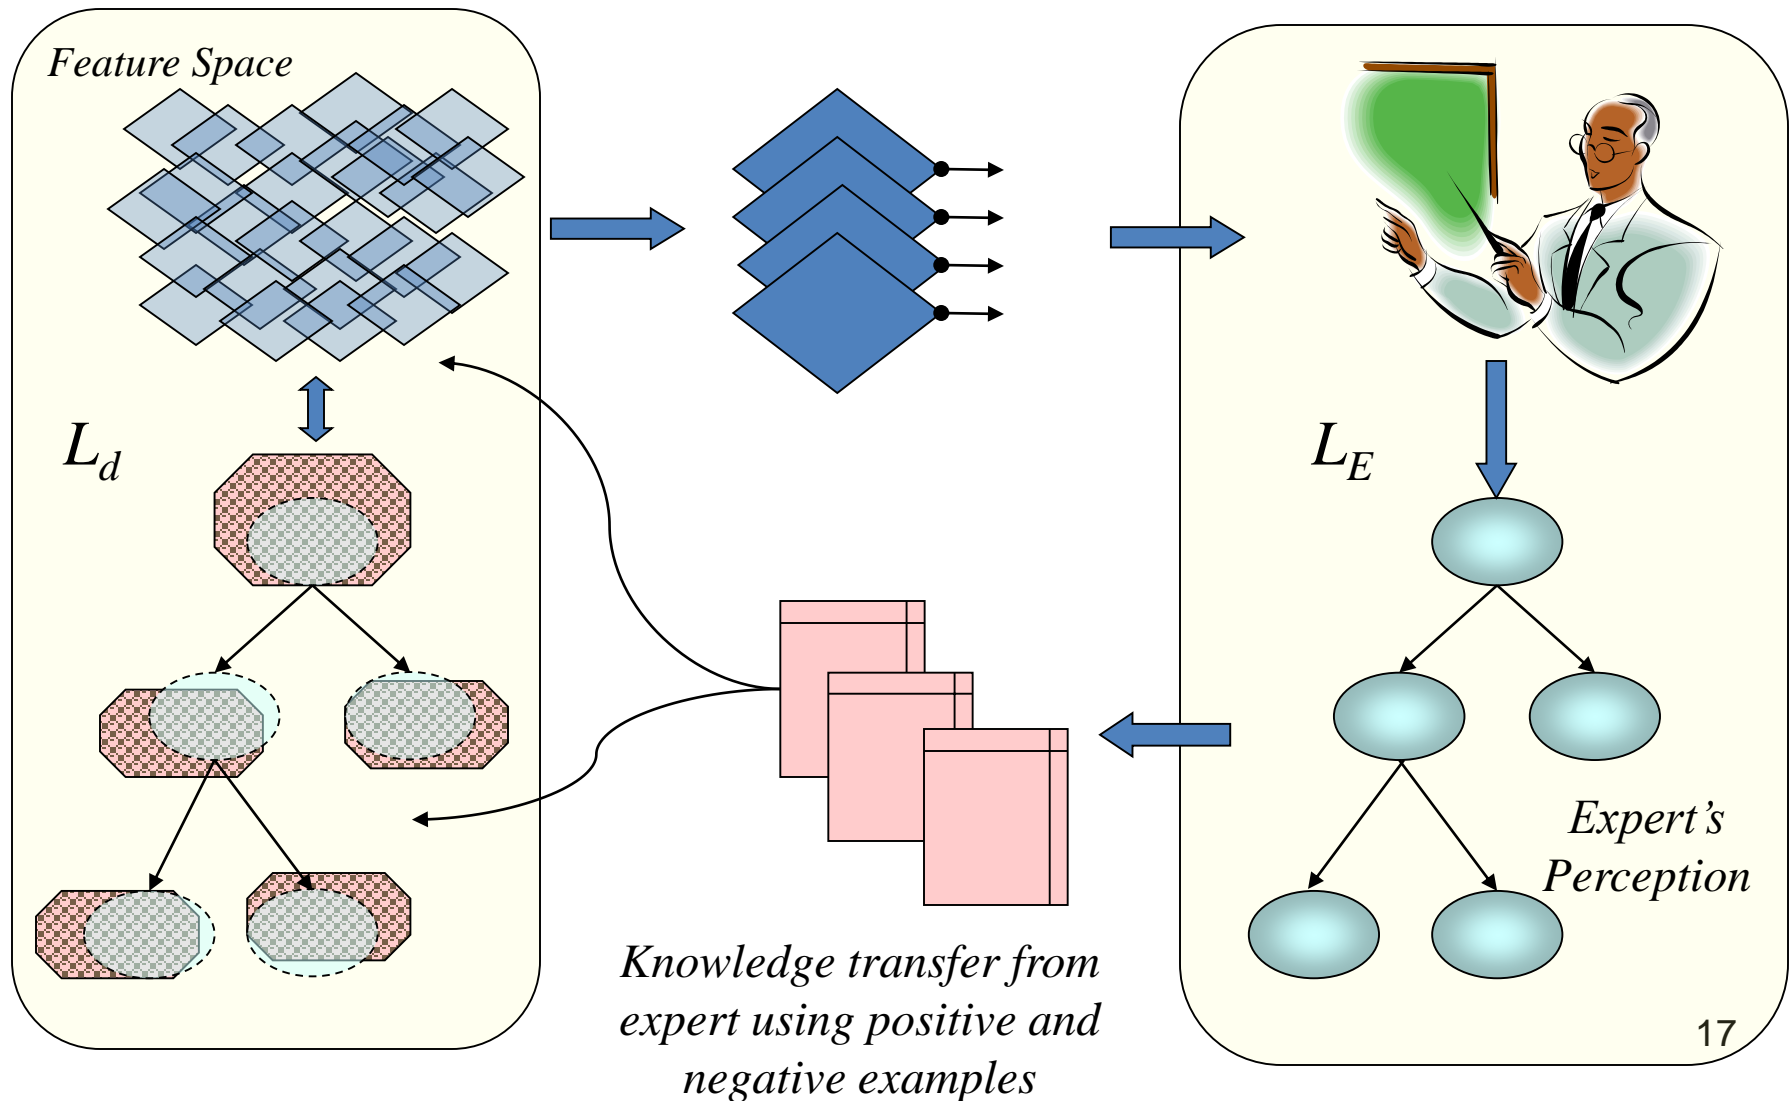 Feature Space
L_d
L_E
Expert’s
Perception
Knowledge transfer from
expert using positive and
negative examples
17